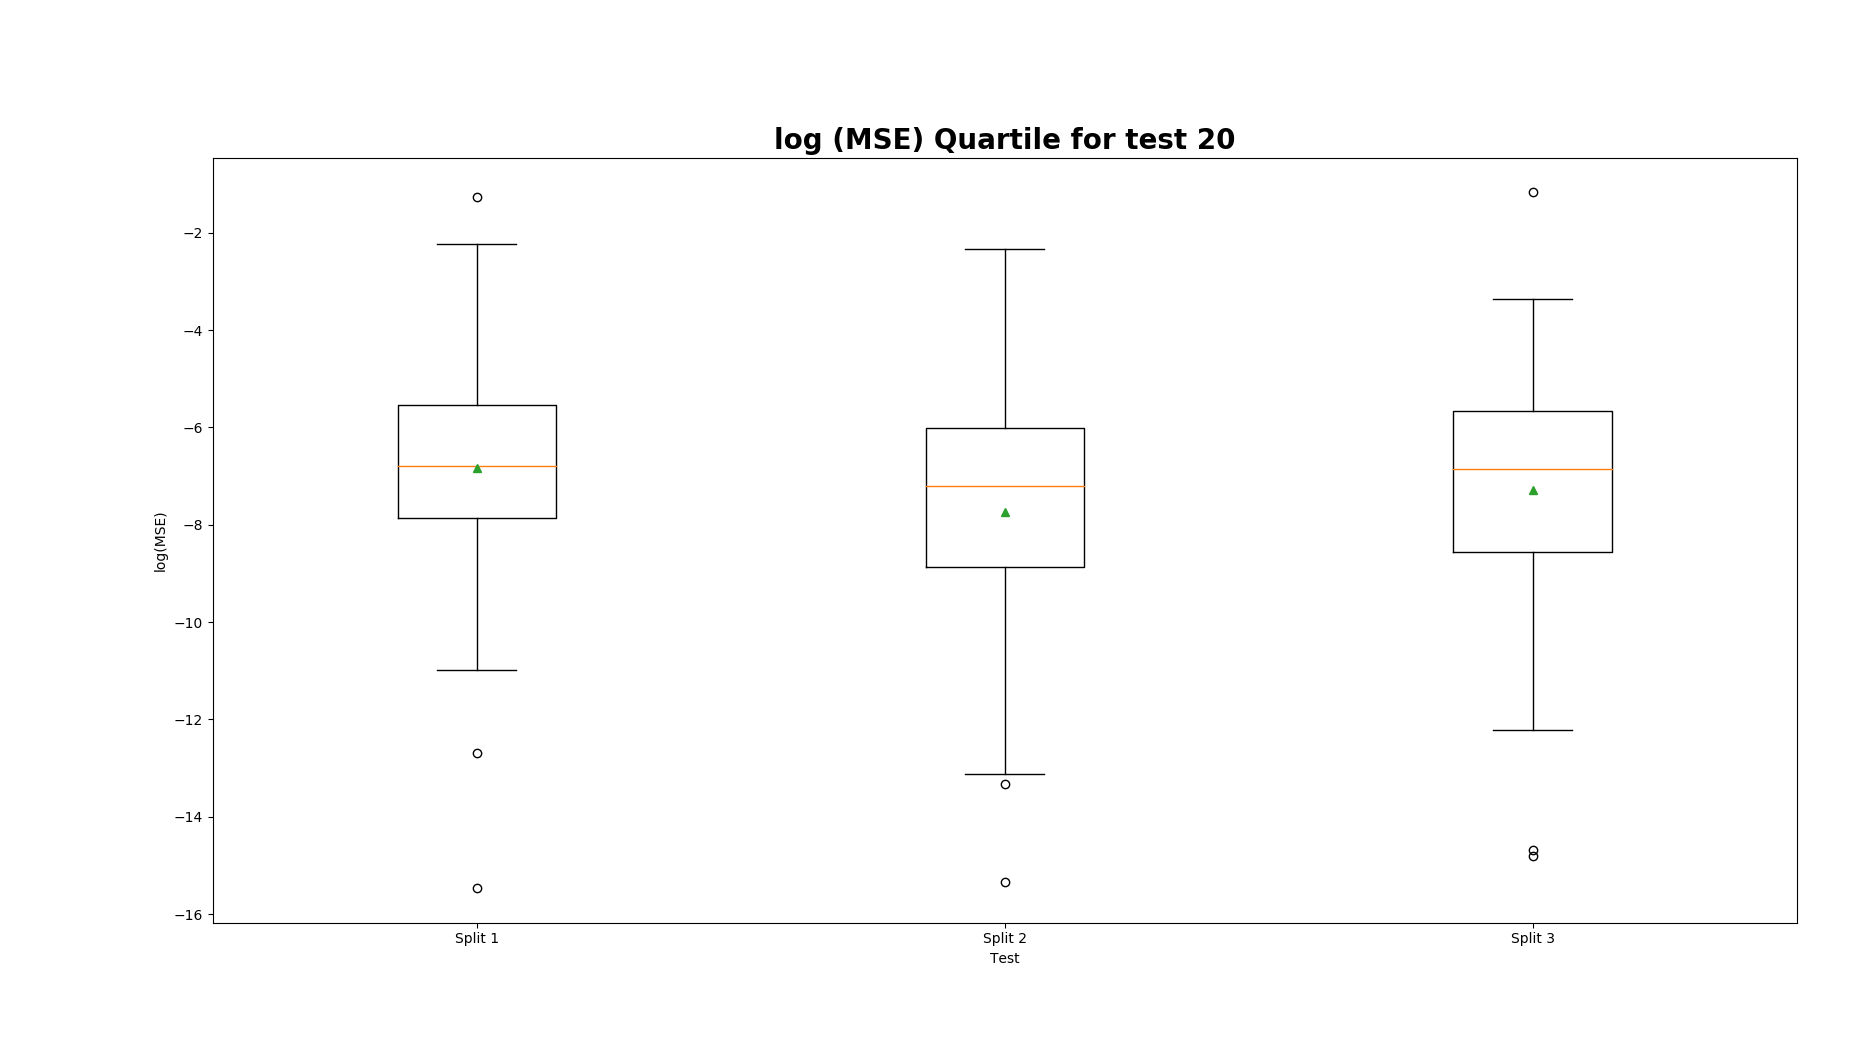 log (MSE) Quartile for test 20
−2
−4
−6
−8
−10
−12
−14
−16
log(MSE)
Split 1
Split 2
Split 3
Test